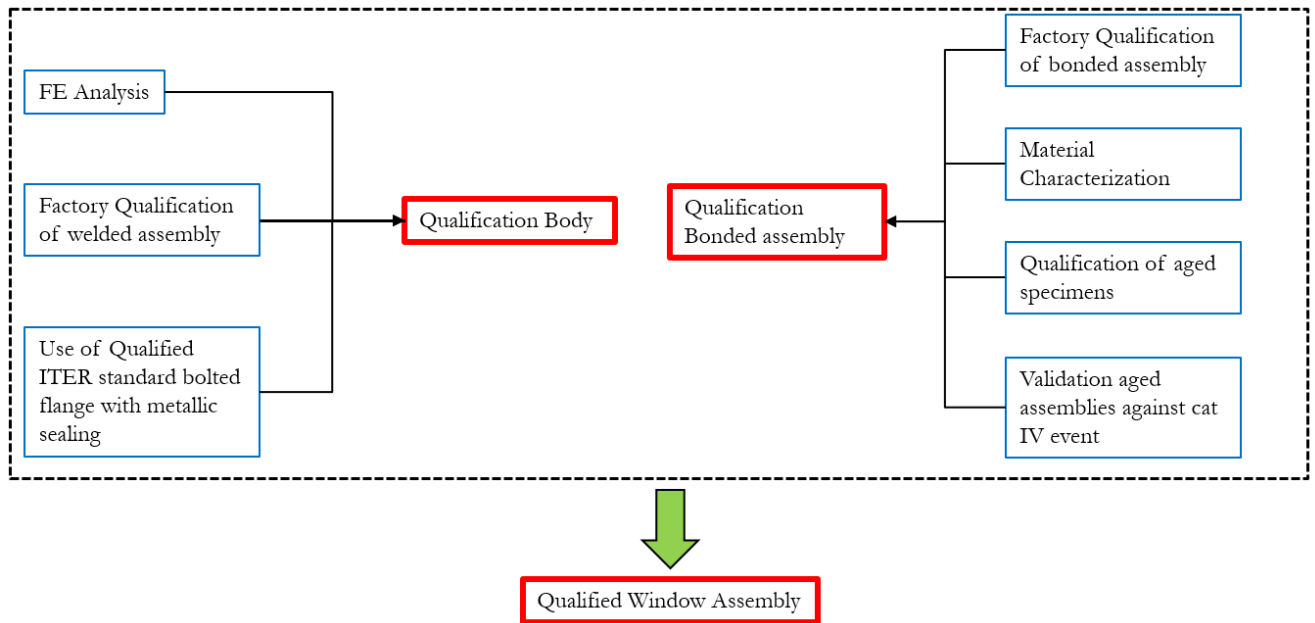 FE Analysis
Factory Qualification
of welded assembly
Use of Qualified
ITER standard bolted
flange with metallic
sealing
Qualification Body
Qualification
Bonded assembly
Factory Qualification
of bonded assembly
Material
Characterization
Qualification of aged
specimens
Validation aged
assemblies against cat
IV event
Qualified Window Assembly